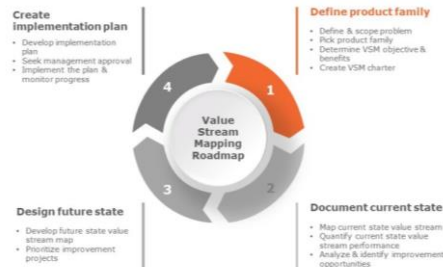 Create
implementation plan
• Develop implementation
plan
• Seek management approval
• Implement the plan &
monitor progress
Define product family
• Define & scope problem
• Pick product family
• Determine VSM objective &
benefits
• Create VSM charter
4
1
Value
Stream
Mapping
Roadmap
3
2
Design future state
• Develop future state value
stream map
• Prioritize improvement
projects
Document current state
• Map current state value stream
• Quantify current state value
stream performance
• Analyze & identify improvement
opportunities